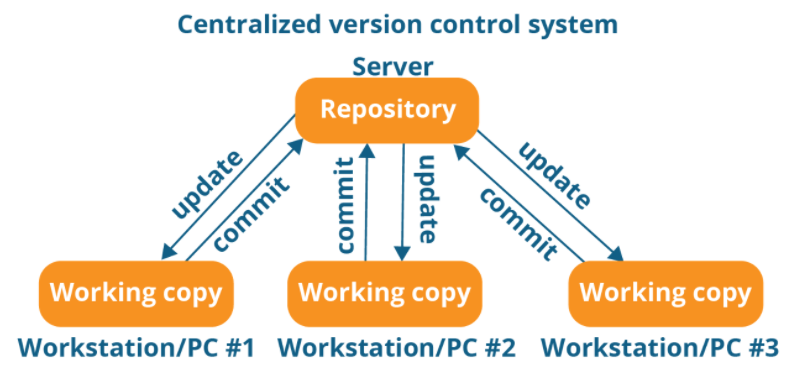 Centralized version control system
Server
Repository
update
commit
commit
update
update
commit
Working copy
Working copy
Working copy
Workstation/PC #1
Workstation/PC #2
Workstation/PC #3